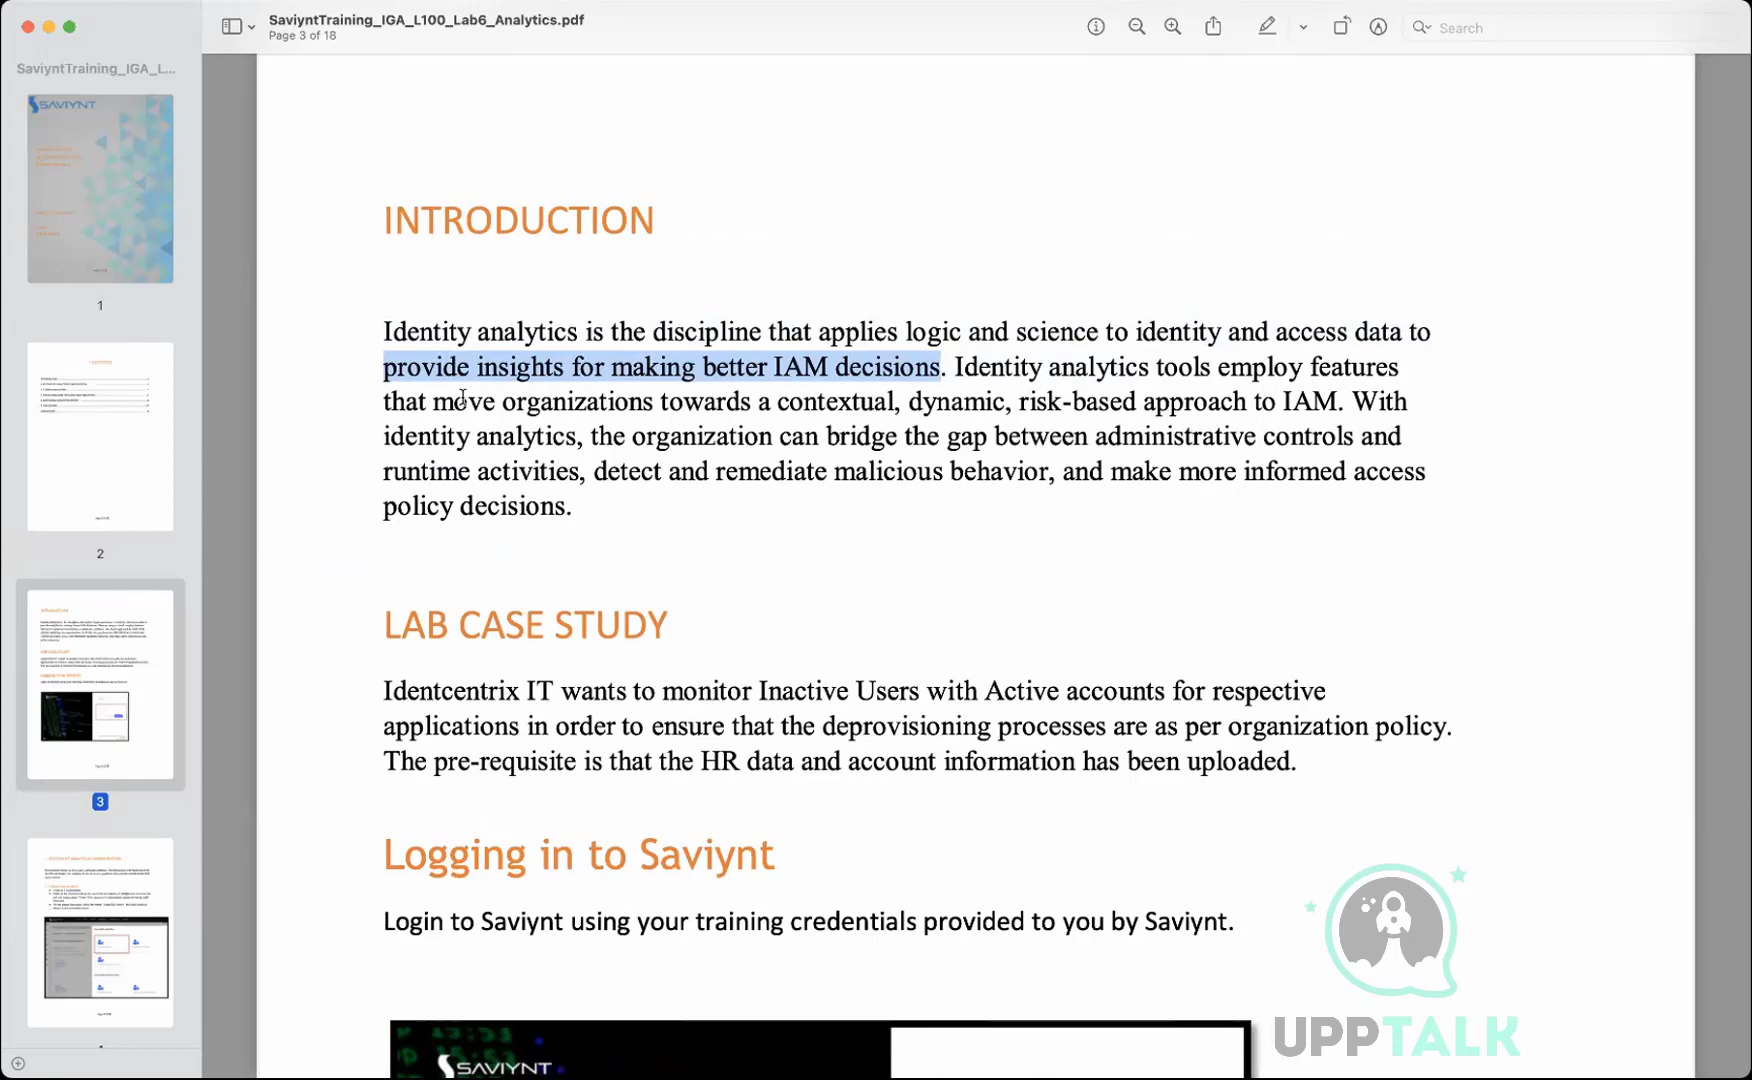 SaviyntTraining_IGA_L100_Lab6_Analytics.pdf
Page 3 of 18
Search
SaviyntTraining_IGA_L...
SAVIYNT
1
2
3
INTRODUCTION
Identity analytics is the discipline that applies logic and science to identity and access data to
provide insights for making better IAM decisions. Identity analytics tools employ features
that move organizations towards a contextual, dynamic, risk-based approach to IAM. With
identity analytics, the organization can bridge the gap between administrative controls and
runtime activities, detect and remediate malicious behavior, and make more informed access
policy decisions.
LAB CASE STUDY
Identcentrix IT wants to monitor Inactive Users with Active accounts for respective
applications in order to ensure that the deprovisioning processes are as per organization policy.
The pre-requisite is that the HR data and account information has been uploaded.
Logging in to Saviynt
Login to Saviynt using your training credentials provided to you by Saviynt.
SAVIYNT
UPPTALK